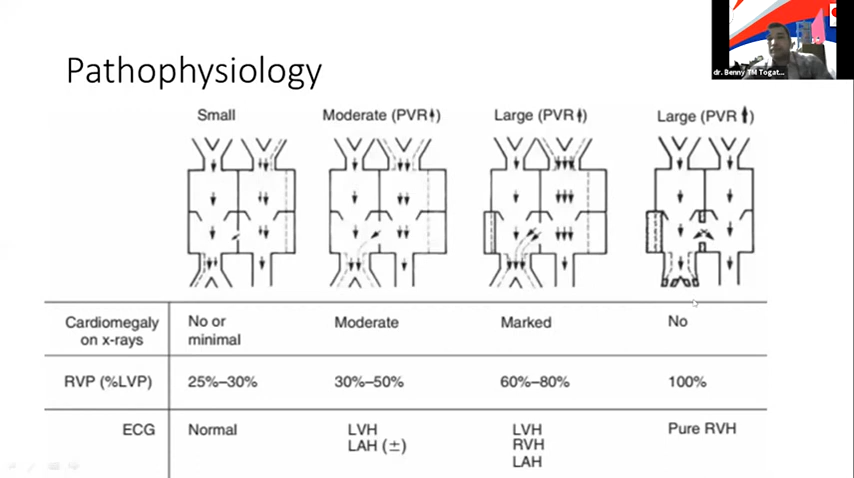 dr. Benny TM Togat...
Pathophysiology
Small
Moderate (PVR↑)
Large (PVR↑)
Large (PVR↑)
Cardiomegaly on x-rays
No or minimal
Moderate
Marked
No
RVP (%LVP)
25%–30%
30%–50%
60%–80%
100%
ECG
Normal
LVH
LAH (±)
LVH
RVH
LAH
Pure RVH